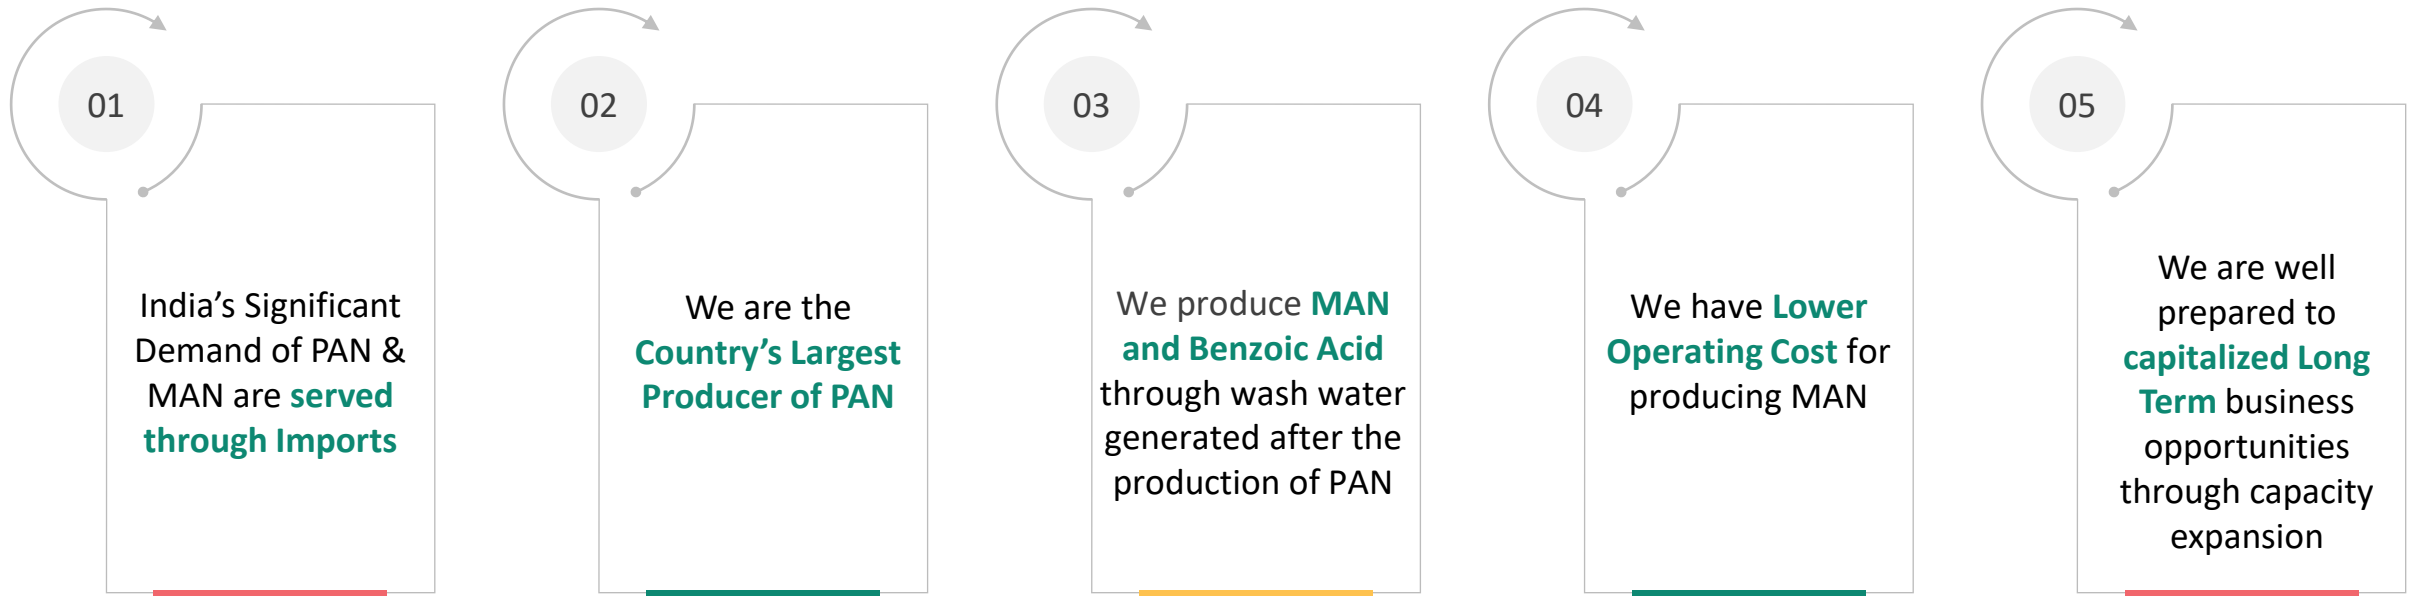 01
India’s Significant
Demand of PAN &
MAN are served
through Imports
02
We are the
Country’s Largest
Producer of PAN
03
We produce MAN
and Benzoic Acid
through wash water
generated after the
production of PAN
04
We have Lower
Operating Cost for
producing MAN
05
We are well
prepared to
capitalized Long
Term business
opportunities
through capacity
expansion